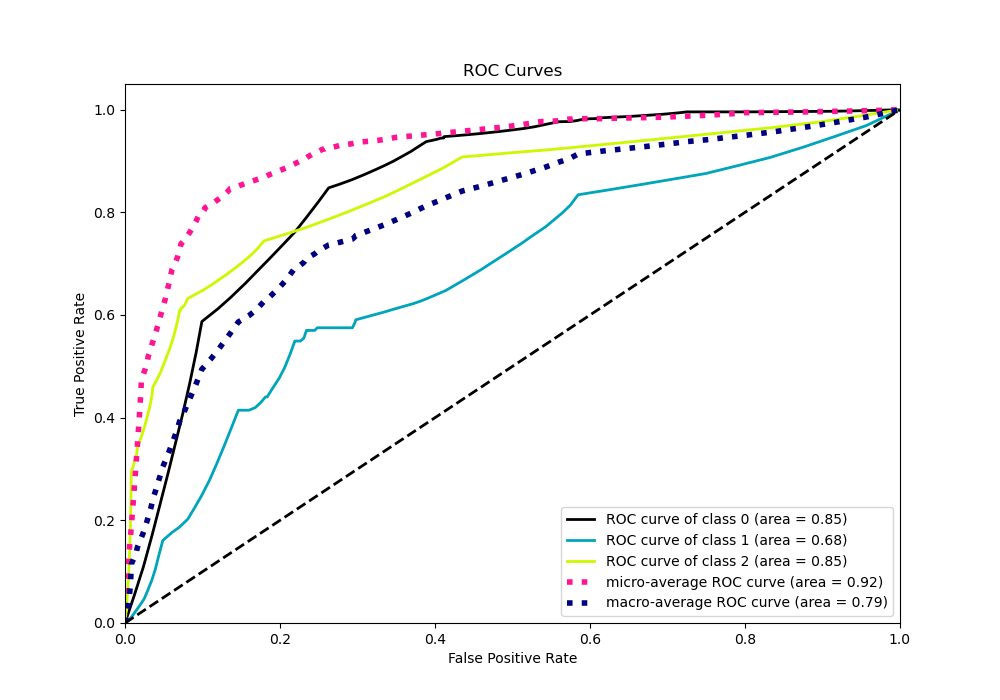 ROC Curves
1.0
0.8
0.6
0.4
0.2
0.0
True Positive Rate
ROC curve of class 0 (area = 0.85)
ROC curve of class 1 (area = 0.68)
ROC curve of class 2 (area = 0.85)
micro-average ROC curve (area = 0.92)
macro-average ROC curve (area = 0.79)
0.0 0.2 0.4 0.6 0.8 1.0
False Positive Rate